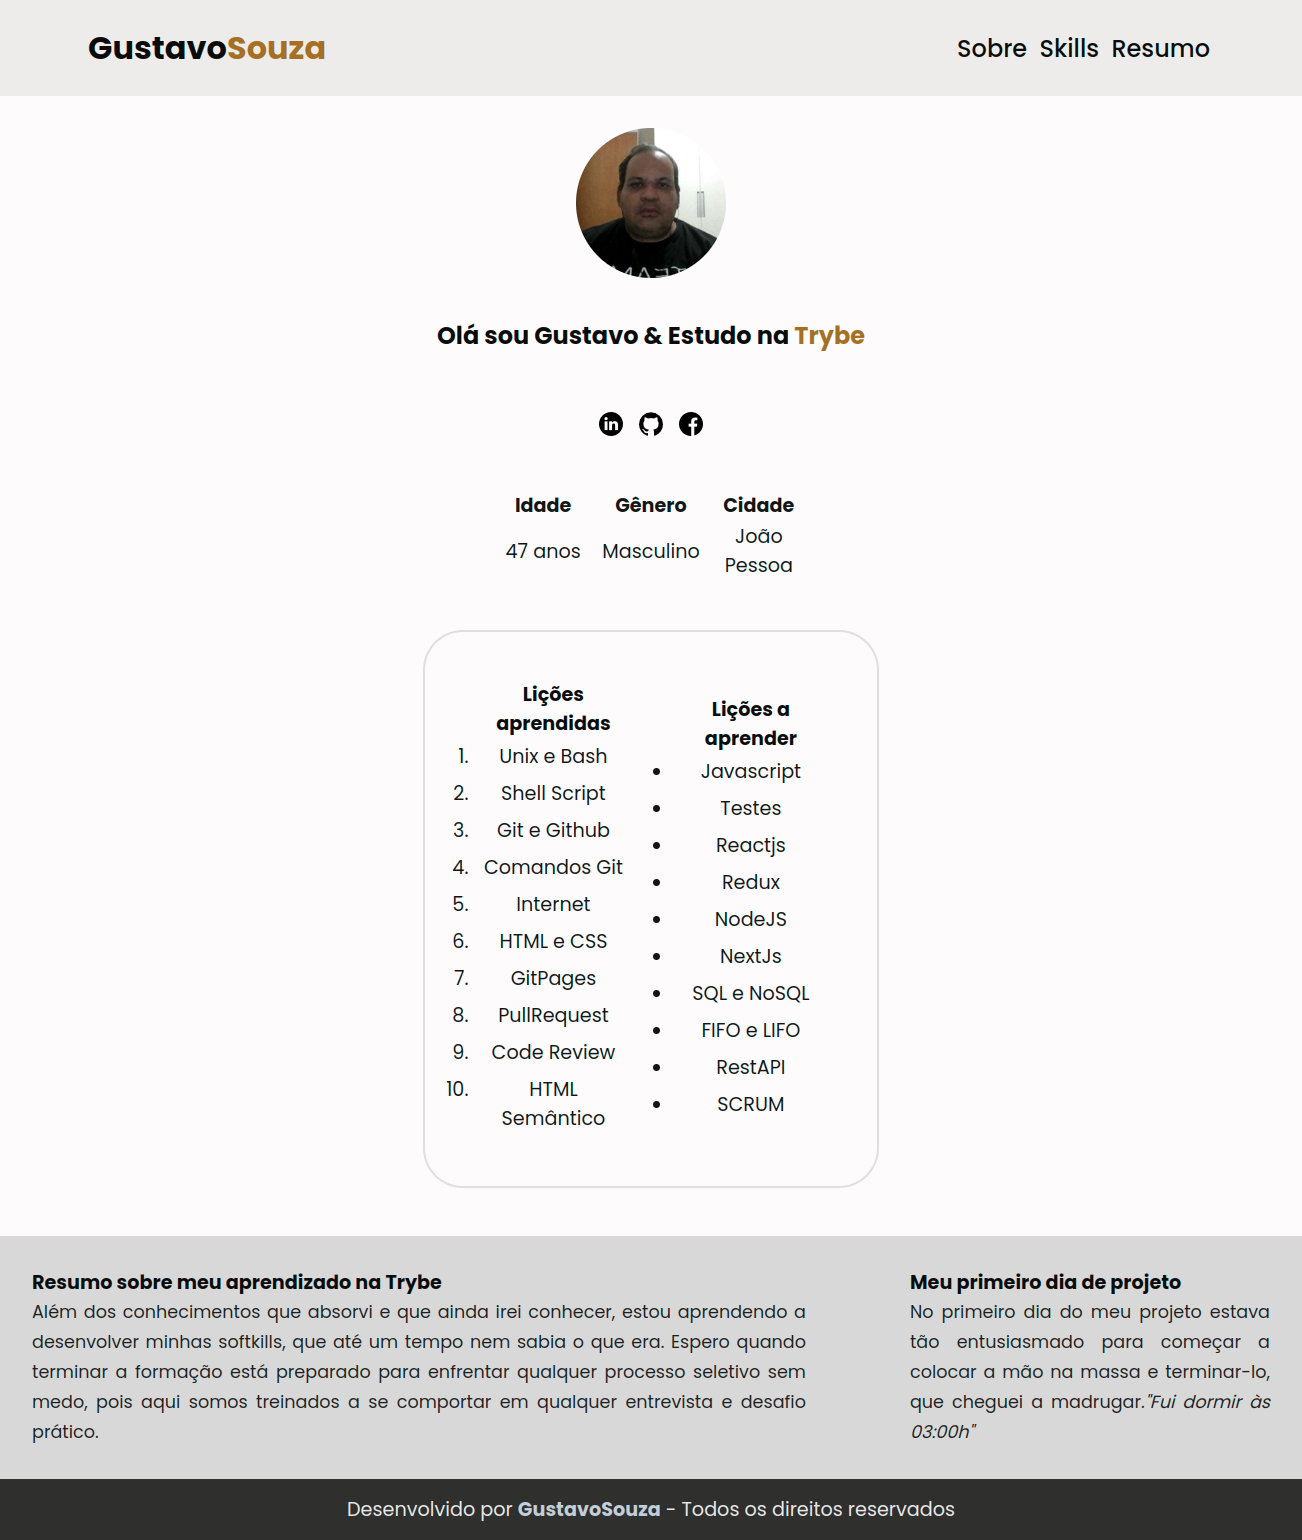 GustavoSouza
Sobre Skills Resumo
Olá sou Gustavo & Estudo na Trybe
Idade Gênero Cidade
47 anos Masculino João Pessoa
Lições
aprendidas
1. Unix e Bash
2. Shell Script
3. Git e Github
4. Comandos Git
5. Internet
6. HTML e CSS
7. GitPages
8. PullRequest
9. Code Review
10. HTML
Semântico
Lições a
aprender
• Javascript
• Testes
• Reactjs
• Redux
• NodeJS
• NextJs
• SQL e NoSQL
• FIFO e LIFO
• RestAPI
• SCRUM
Resumo sobre meu aprendizado na Trybe
Além dos conhecimentos que absorvi e que ainda irei conhecer, estou aprendendo a
desenvolver minhas softkills, que até um tempo nem sabia o que era. Espero quando
terminar a formação está preparado para enfrentar qualquer processo seletivo sem
medo, pois aqui somos treinados a se comportar em qualquer entrevista e desafio
prático.
Meu primeiro dia de projeto
No primeiro dia do meu projeto estava
tão entusiasmado para começar a
colocar a mão na massa e terminar-lo,
que cheguei a madrugar."Fui dormir às
03:00h"
Desenvolvido por GustavoSouza - Todos os direitos reservados